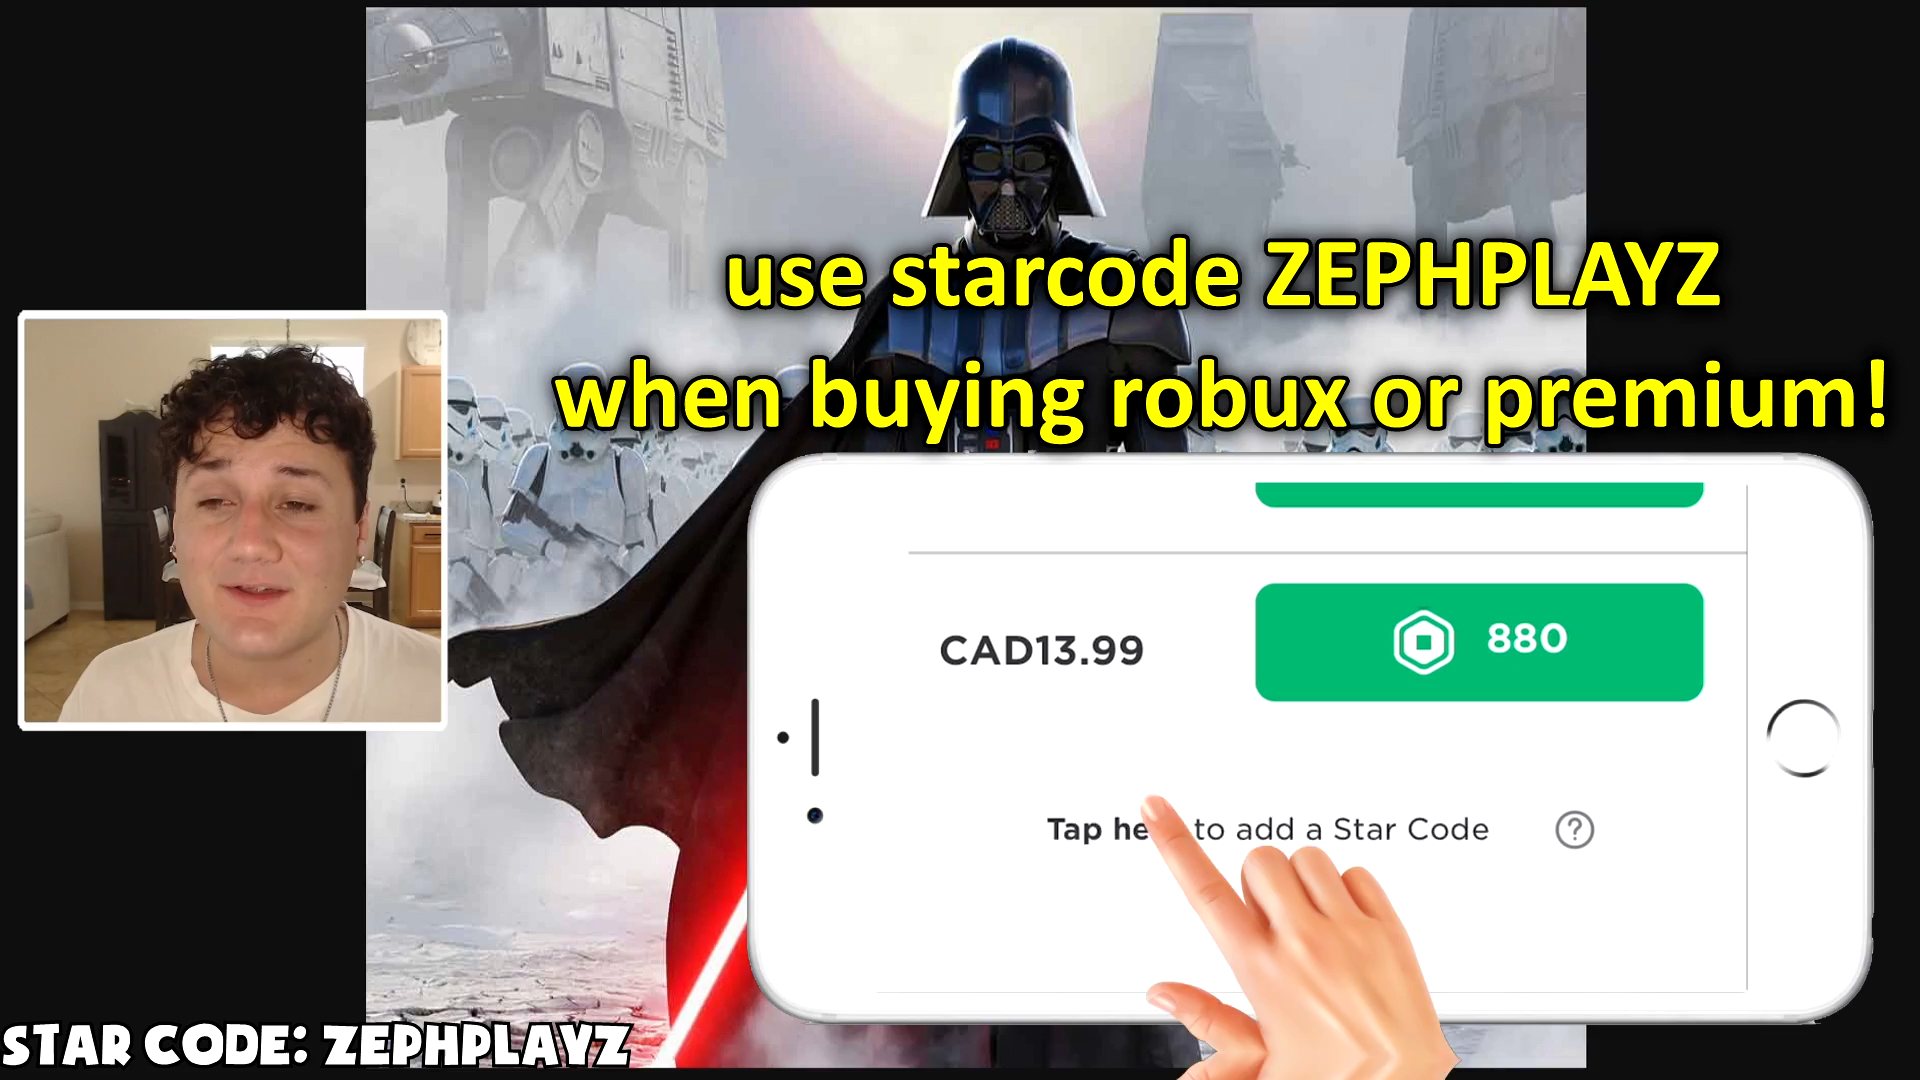 use starcode ZEPHPLAYZ
when buying robux or premium!
CAD13.99
880
Tap he to add a Star Code
?
STAR CODE: ZEPHPLAYZ